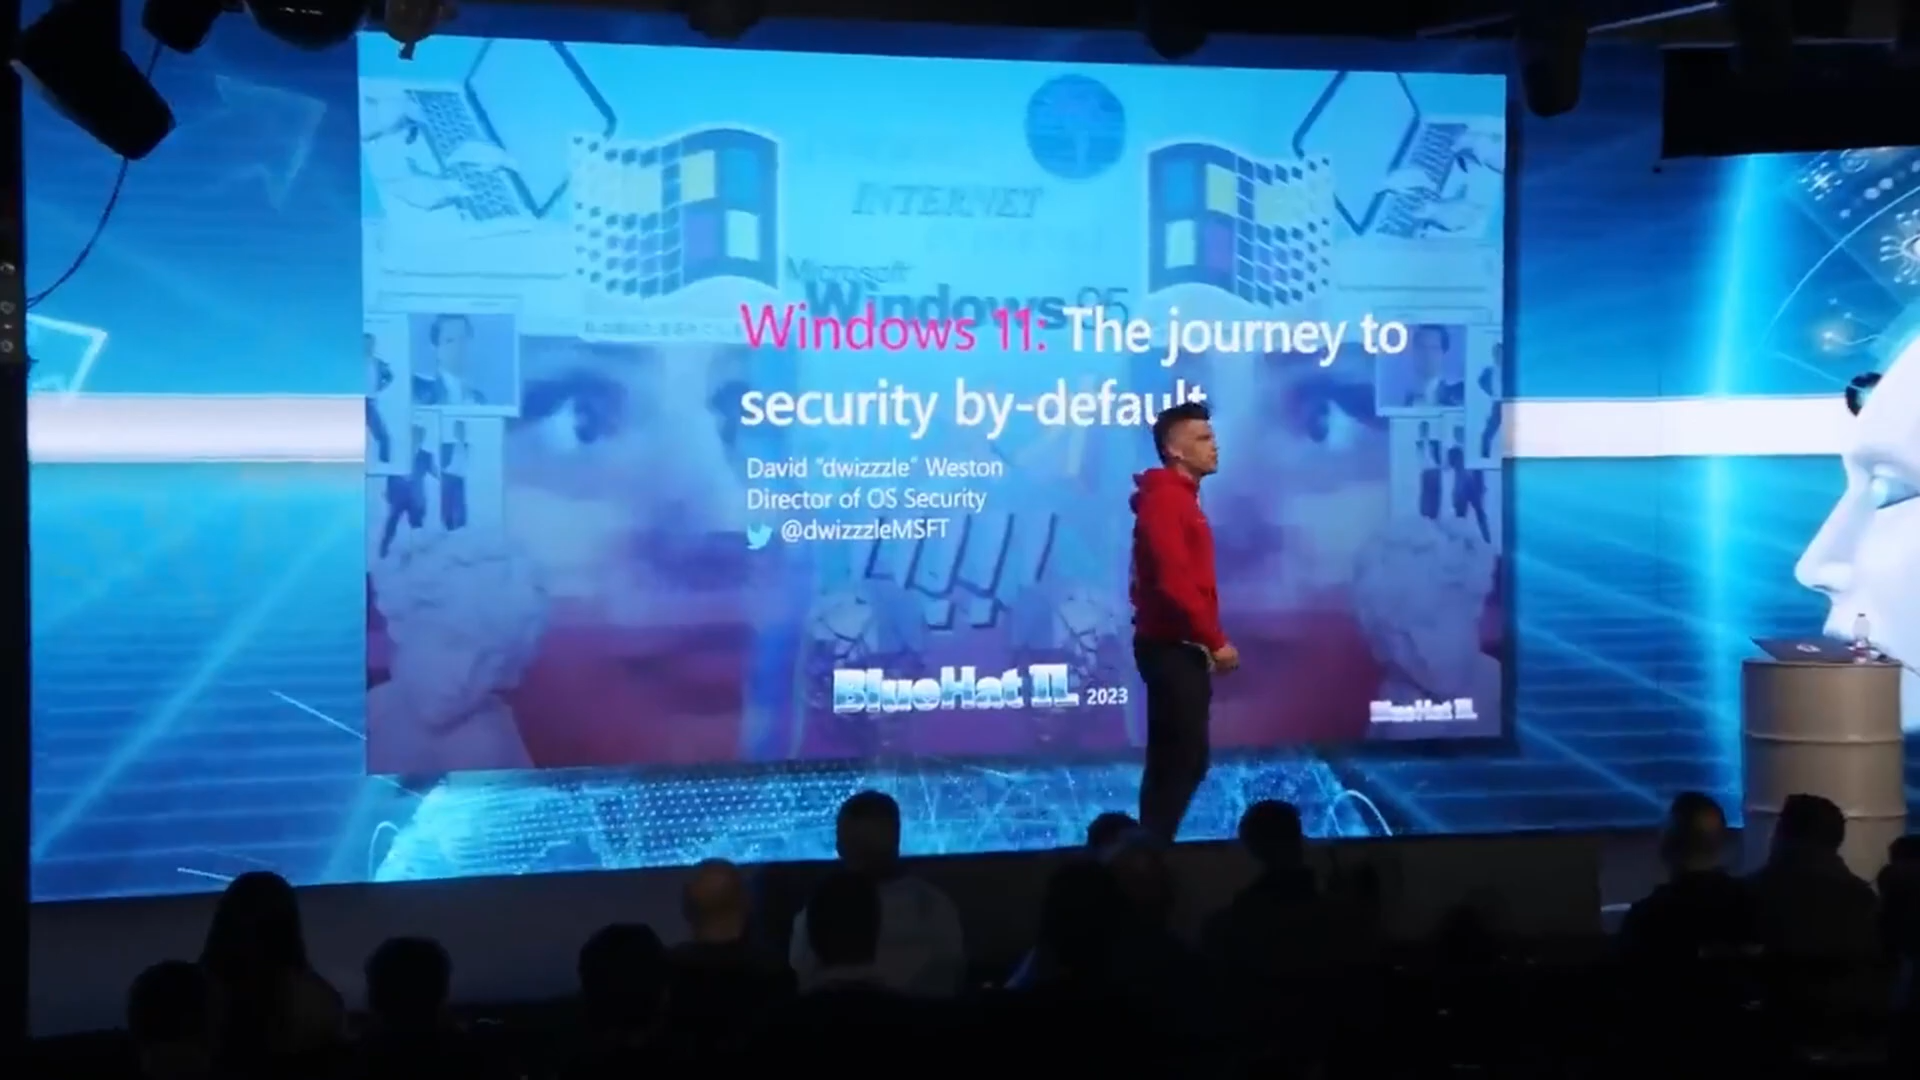 INTERNET
Microsoft
Windows 95
Windows 11: The journey to
security by-default
David "dwizzzle" Weston
Director of OS Security
@dwizzzleMSFT
BlueHat IL 2023
BlueHat IL